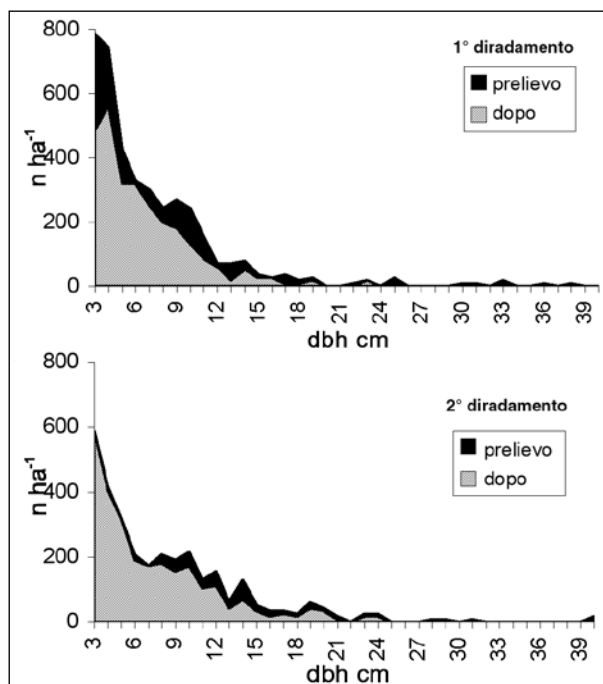 800
1° diradamento
prelievo
dopo
600
400
200
0
n ha⁻¹
3 6 9 12 15 18 21 24 27 30 33 36 39
dbh cm
800
2° diradamento
prelievo
dopo
600
400
200
0
n ha⁻¹
3 6 9 12 15 18 21 24 27 30 33 36 39
dbh cm